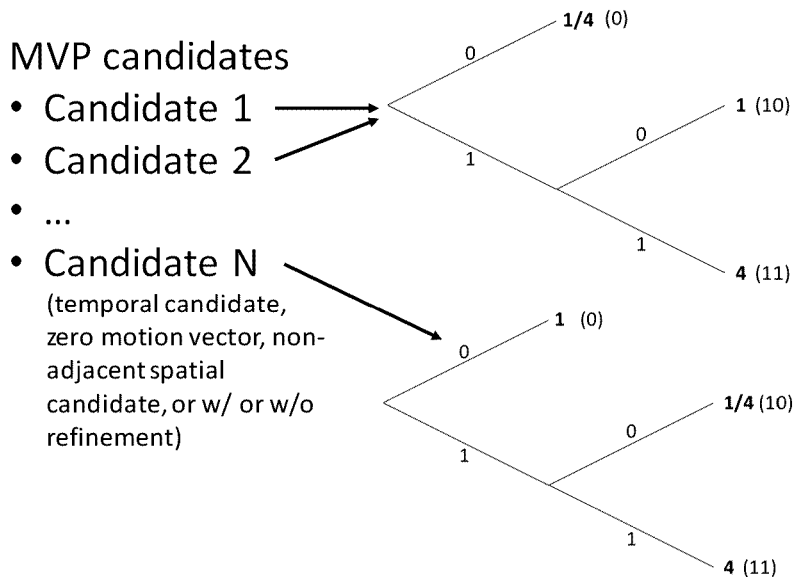 MVP candidates
• Candidate 1
• Candidate 2
• ...
• Candidate N
(temporal candidate,
zero motion vector, non-
adjacent spatial
candidate, or w/ or w/o
refinement)
0
1/4 (0)
1
0
1 (10)
1
4 (11)
0
1 (0)
1
0
1/4 (10)
1
4 (11)